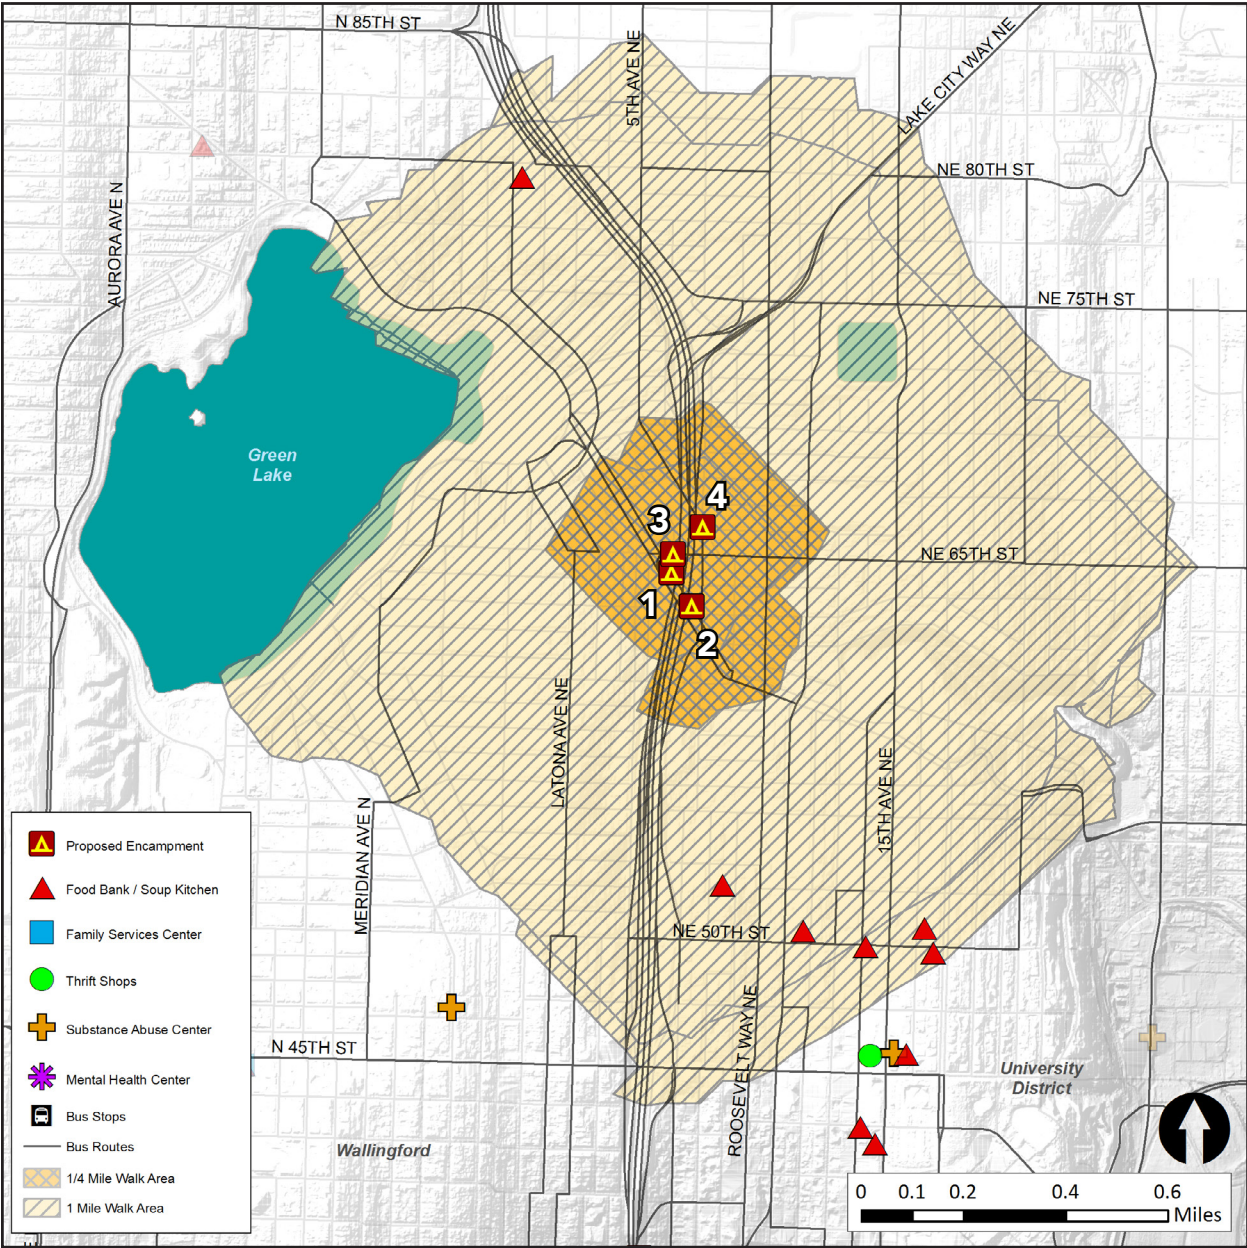 N 85TH ST
5TH AVE NE
LAKE CITY WAY NE
NE 80TH ST
AURORA AVE N
NE 75TH ST
Green
Lake
4
3
NE 65TH ST
1
2
LATONA AVE NE
15TH AVE NE
MERIDIAN AVE N
NE 50TH ST
ROOSEVELT WAY NE
N 45TH ST
University
District
Wallingford
Proposed Encampment
Food Bank / Soup Kitchen
Family Services Center
Thrift Shops
Substance Abuse Center
Mental Health Center
Bus Stops
Bus Routes
1/4 Mile Walk Area
1 Mile Walk Area
0 0.1 0.2 0.4 0.6
Miles